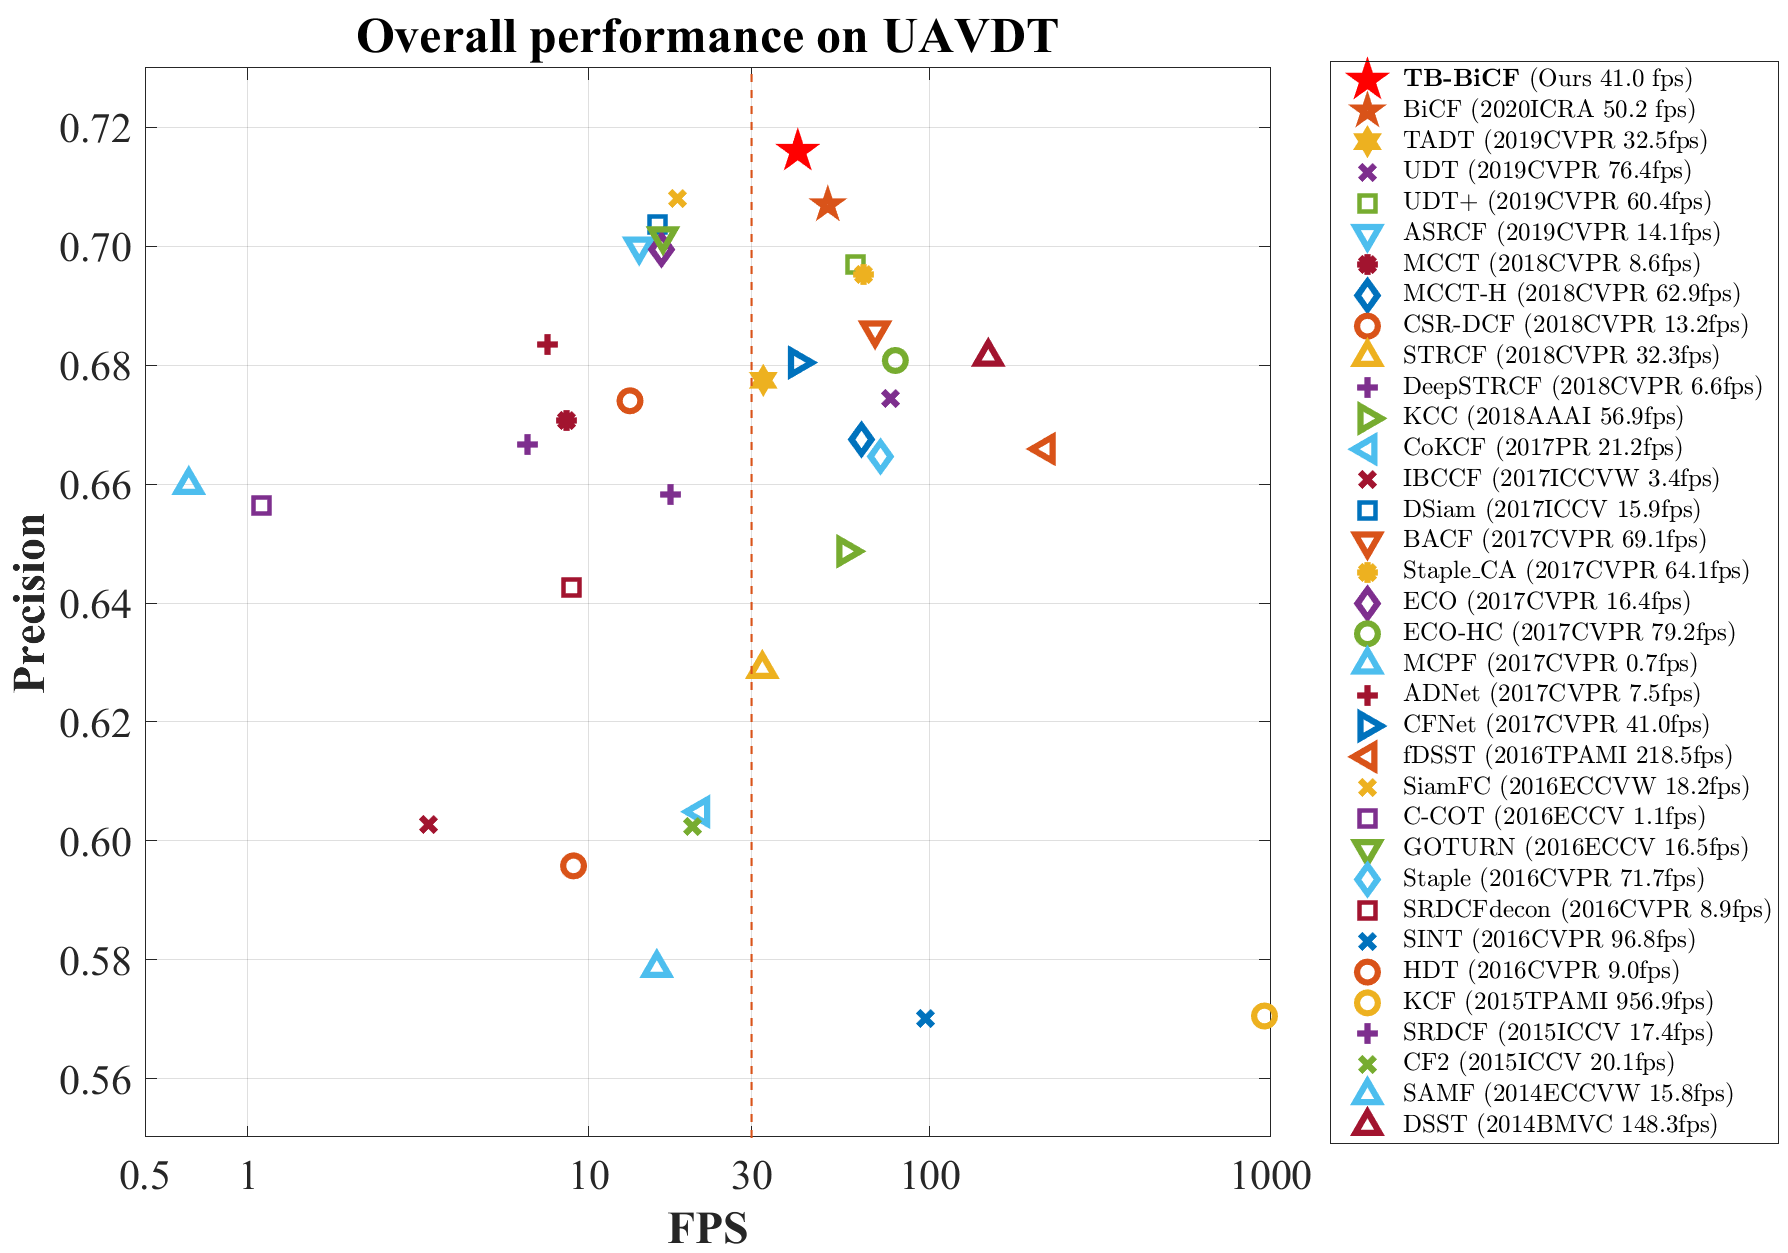 Overall performance on UAVDT
Precision
0.72
0.70
0.68
0.66
0.64
0.62
0.60
0.58
0.56
0.5
1
10
30
100
1000
FPS
TB-BiCF (Ours 41.0 fps)
BiCF (2020ICRA 50.2 fps)
TADT (2019CVPR 32.5fps)
UDT (2019CVPR 76.4fps)
UDT+ (2019CVPR 60.4fps)
ASRCF (2019CVPR 14.1fps)
MCCT (2018CVPR 8.6fps)
MCCT-H (2018CVPR 62.9fps)
CSR-DCF (2018CVPR 13.2fps)
STRCF (2018CVPR 32.3fps)
DeepSTRCF (2018CVPR 6.6fps)
KCC (2018AAAI 56.9fps)
CoKCF (2017PR 21.2fps)
IBCCF (2017ICCVW 3.4fps)
DSiam (2017ICCV 15.9fps)
BACF (2017CVPR 69.1fps)
Staple_CA (2017CVPR 64.1fps)
ECO (2017CVPR 16.4fps)
ECO-HC (2017CVPR 79.2fps)
MCPF (2017CVPR 0.7fps)
ADNet (2017CVPR 7.5fps)
CFNet (2017CVPR 41.0fps)
fDSST (2016TPAMI 218.5fps)
SiamFC (2016ECCVW 18.2fps)
C-COT (2016ECCV 1.1fps)
GOTURN (2016ECCV 16.5fps)
Staple (2016CVPR 71.7fps)
SRDCFdecon (2016CVPR 8.9fps)
SINT (2016CVPR 96.8fps)
HDT (2016CVPR 9.0fps)
KCF (2015TPAMI 956.9fps)
SRDCF (2015ICCV 17.4fps)
CF2 (2015ICCV 20.1fps)
SAMF (2014ECCVW 15.8fps)
DSST (2014BMVC 148.3fps)